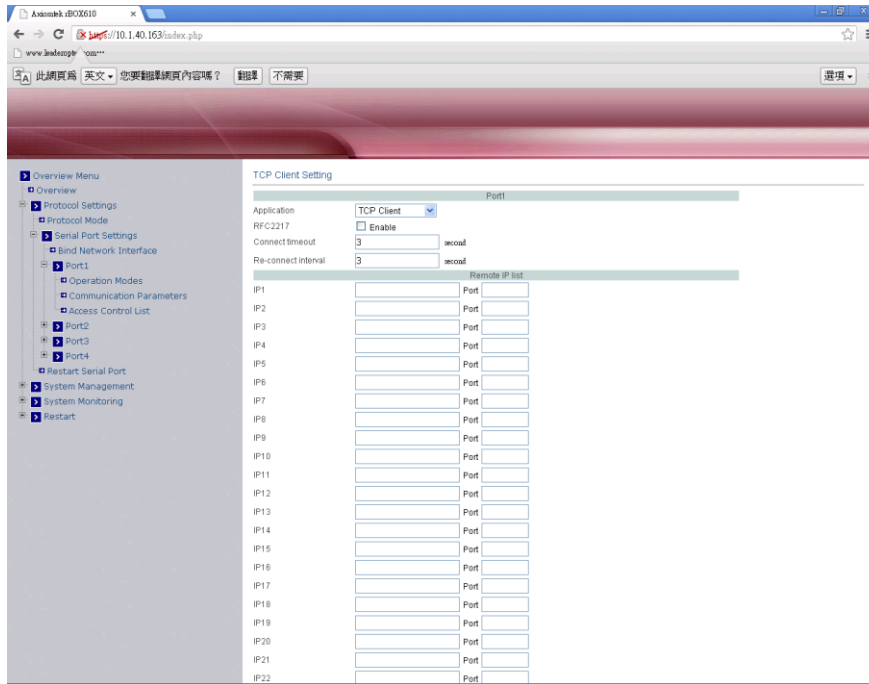 Axiomtek rBOX610
https://10.1.40.163/index.php
此網頁為 英文 您要翻譯網頁內容嗎？ 翻譯 不需要 選項
Overview Menu
Overview
Protocol Settings
Protocol Mode
Serial Port Settings
Bind Network Interface
Port1
Operation Modes
Communication Parameters
Access Control List
Port2
Port3
Port4
Restart Serial Port
System Management
System Monitoring
Restart
TCP Client Setting
Port1
Application TCP Client
RFC2217 Enable
Connect timeout 3 second
Re-connect interval 3 second
Remote IP list
IP1 Port
IP2 Port
IP3 Port
IP4 Port
IP5 Port
IP6 Port
IP7 Port
IP8 Port
IP9 Port
IP10 Port
IP11 Port
IP12 Port
IP13 Port
IP14 Port
IP15 Port
IP16 Port
IP17 Port
IP18 Port
IP19 Port
IP20 Port
IP21 Port
IP22 Port